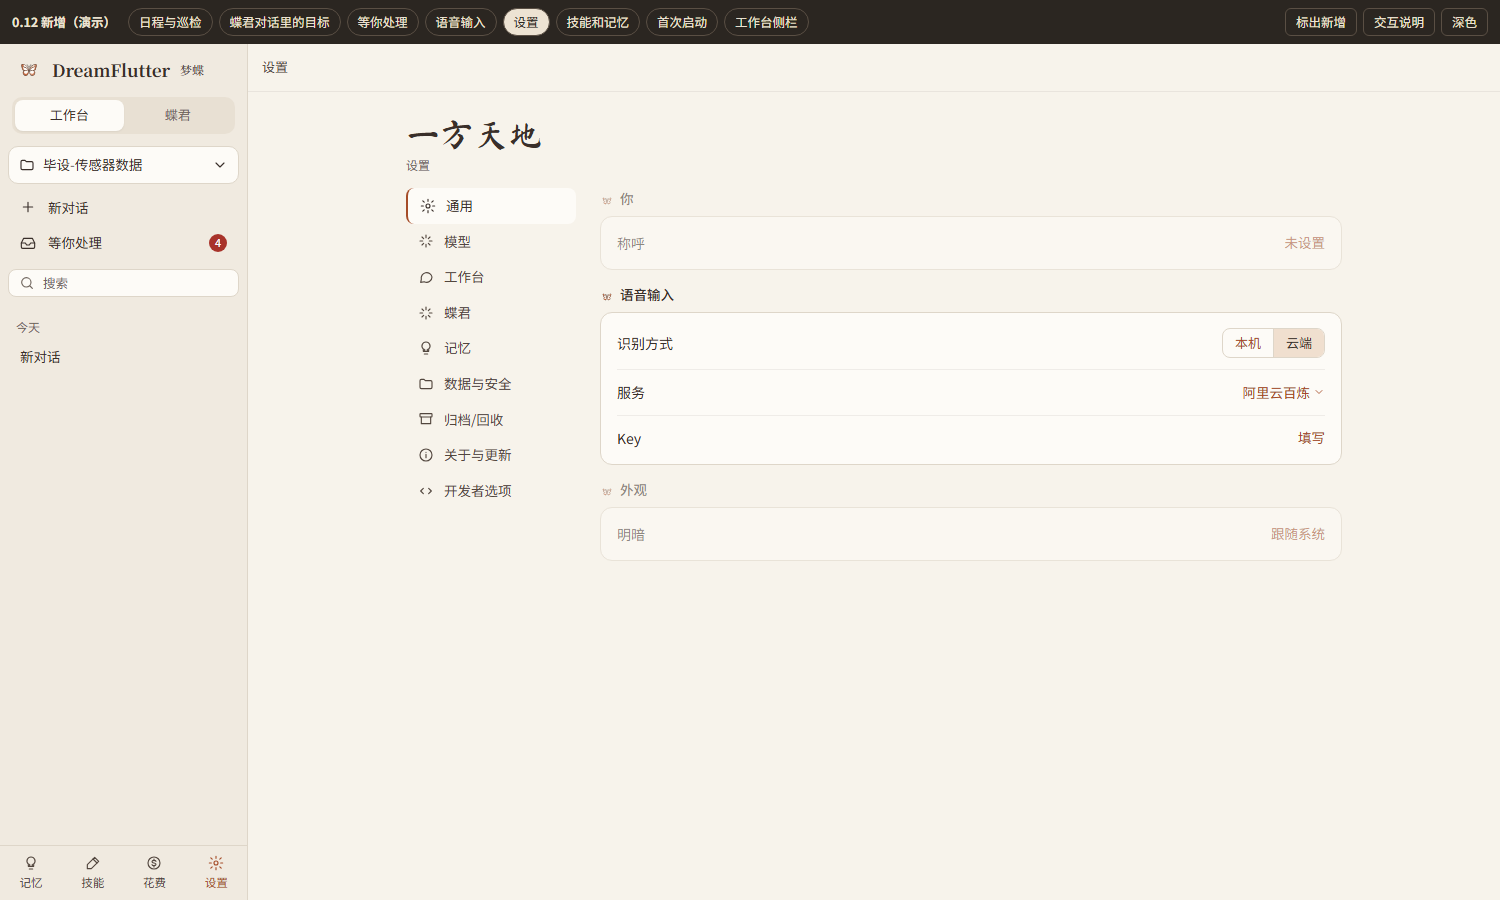 0.12 新增（演示） 日程与巡检 蝶君对话里的目标 等你处理 语音输入 设置 技能和记忆 首次启动 工作台侧栏 标出新增 交互说明 深色
DreamFlutter 梦蝶
工作台 蝶君
毕设-传感器数据
新对话
等你处理 4
搜索
今天
新对话
记忆 技能 花费 设置
设置
一方天地
设置
通用
模型
工作台
蝶君
记忆
数据与安全
归档/回收
关于与更新
开发者选项
你
称呼 未设置
语音输入
识别方式 本机 云端
服务 阿里云百炼
Key 填写
外观
明暗 跟随系统